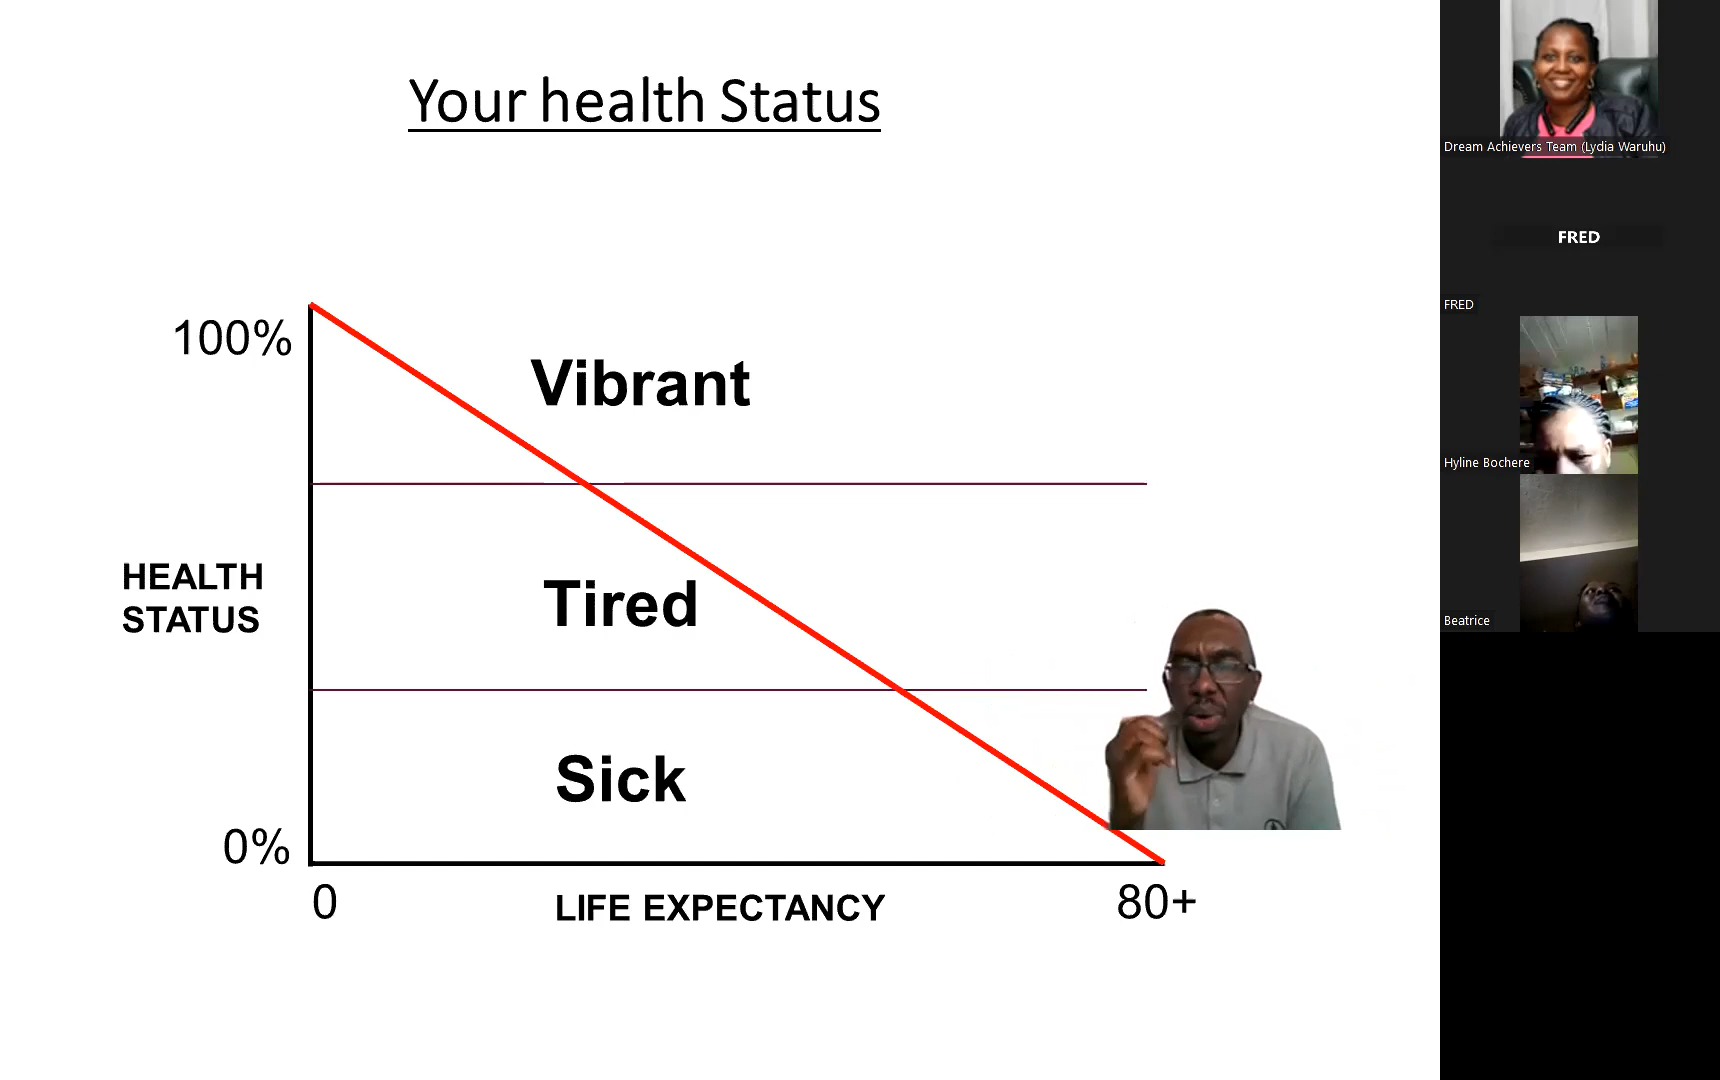 Your health Status
100%
Vibrant
HEALTH
STATUS
Tired
Sick
0%
0
LIFE EXPECTANCY
80+
Dream Achievers Team (Lydia Waruhu)
FRED
FRED
Hyline Bochere
Beatrice